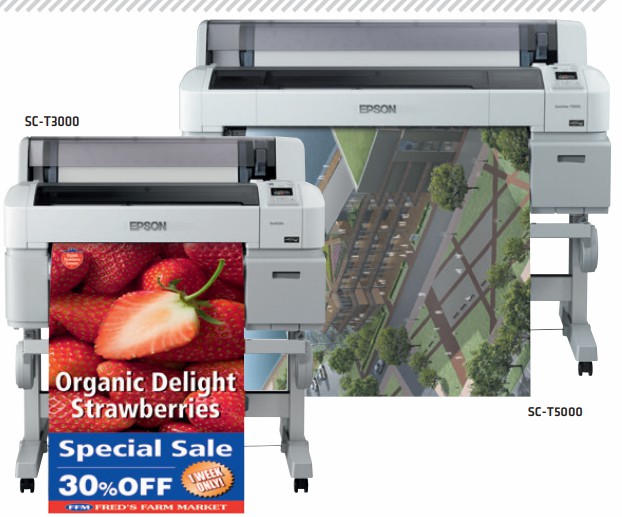 SC-T3000
EPSON
EPSON
Organic Delight
Strawberries
Special Sale
30%OFF
1 WEEK
ONLY!
FFM FRED'S FARM MARKET
SC-T5000